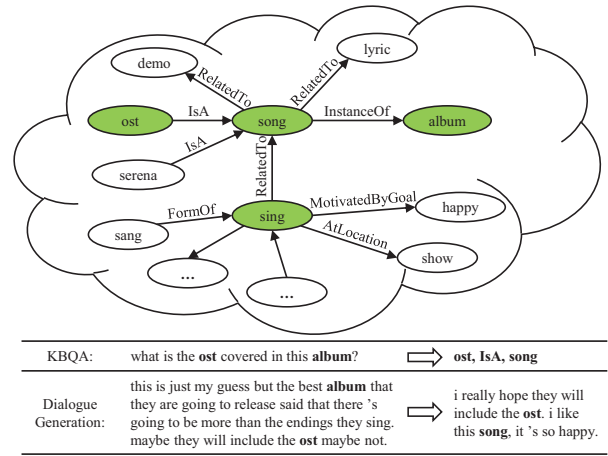 demo
lyric
RelatedTo
RelatedTo
ost
IsA
song
InstanceOf
album
IsA
serena
RelatedTo
sang
FormOf
sing
MotivatedByGoal
happy
AtLocation
show
...
...
KBQA: what is the ost covered in this album? ost, IsA, song
Dialogue Generation:
this is just my guess but the best album that
they are going to release said that there 's
going to be more than the endings they sing.
maybe they will include the ost maybe not.
i really hope they will
include the ost. i like
this song, it 's so happy.